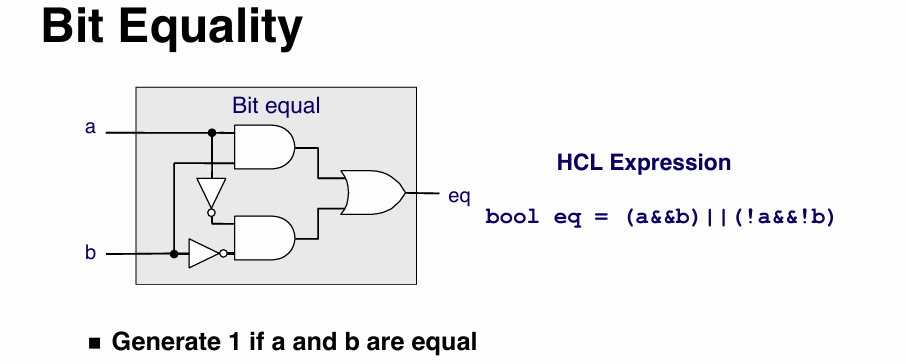 Bit Equality
Bit equal
a
b
eq
HCL Expression
bool eq = (a&&b)||(!a&&!b)
■ Generate 1 if a and b are equal